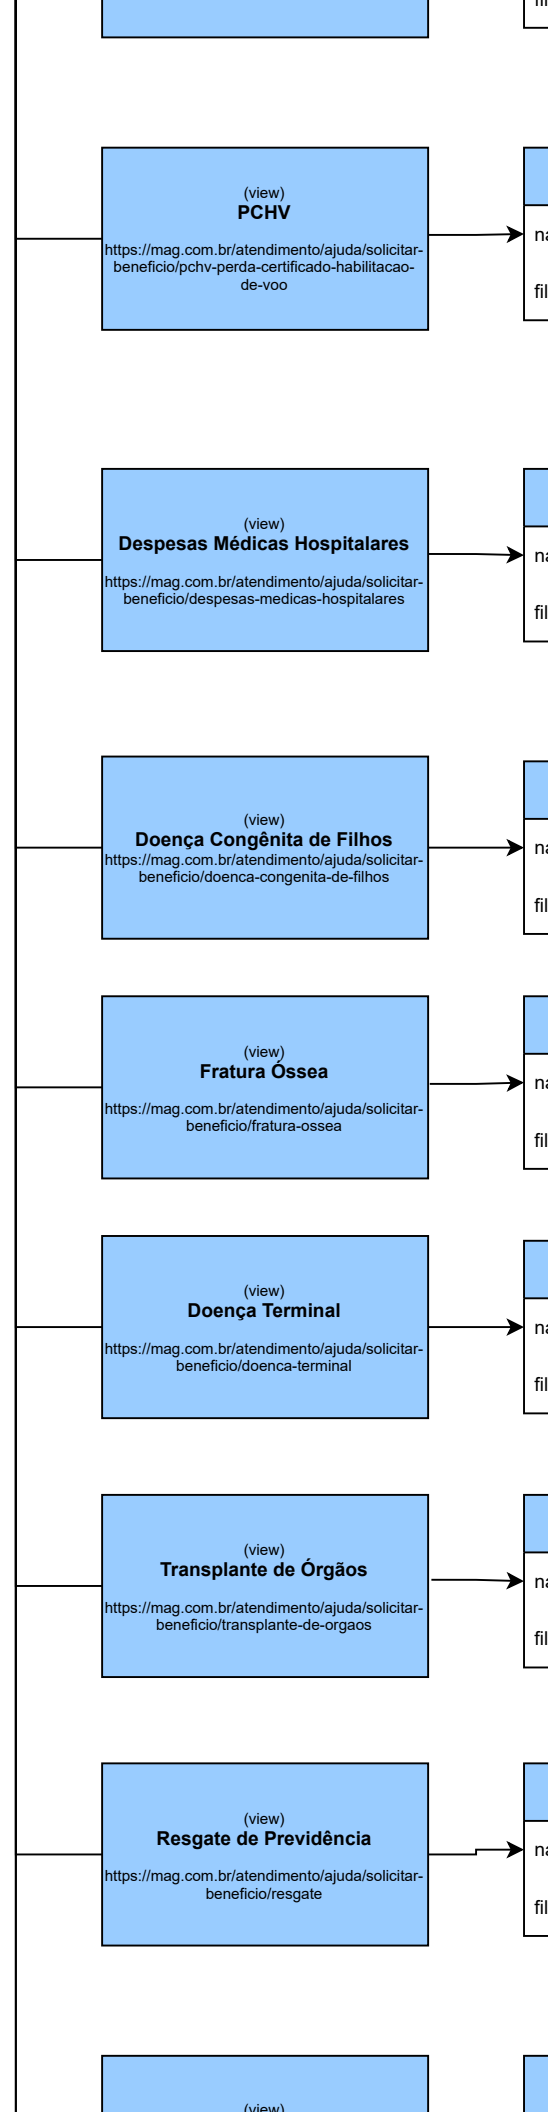 (view)
PCHV
https://mag.com.br/atendimento/ajuda/solicitar-
beneficio/pchv-perda-certificado-habilitacao-
de-voo
(view)
Despesas Médicas Hospitalares
https://mag.com.br/atendimento/ajuda/solicitar-
beneficio/despesas-medicas-hospitalares
(view)
Doença Congênita de Filhos
https://mag.com.br/atendimento/ajuda/solicitar-
beneficio/doenca-congenita-de-filhos
(view)
Fratura Óssea
https://mag.com.br/atendimento/ajuda/solicitar-
beneficio/fratura-ossea
(view)
Doença Terminal
https://mag.com.br/atendimento/ajuda/solicitar-
beneficio/doenca-terminal
(view)
Transplante de Órgãos
https://mag.com.br/atendimento/ajuda/solicitar-
beneficio/transplante-de-orgaos
(view)
Resgate de Previdência
https://mag.com.br/atendimento/ajuda/solicitar-
beneficio/resgate
(view)